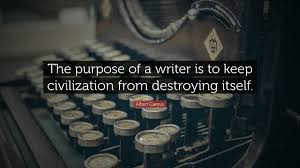 The purpose of a writer is to keep
civilization from destroying itself.
Albert Camus